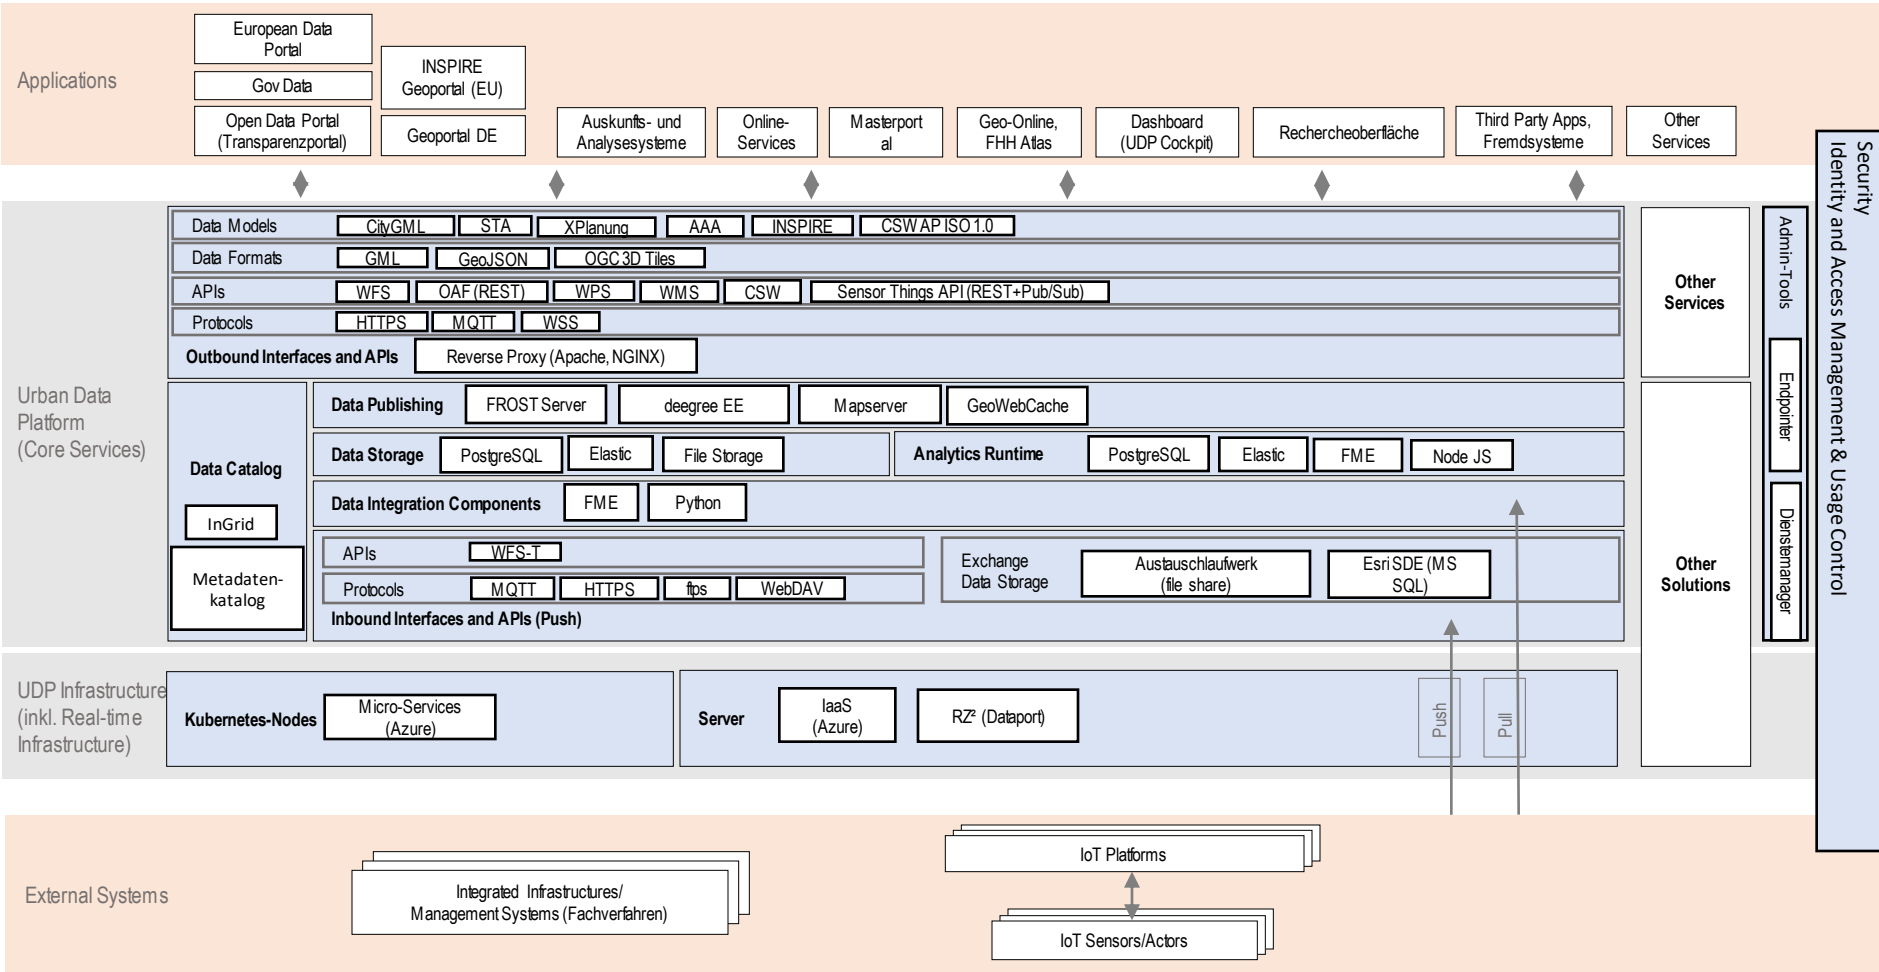 Applications
European Data
Portal
Gov Data
Open Data Portal
(Transparenzportal)
INSPIRE
Geoportal (EU)
Geoportal DE
Auskunfts- und
Analysesysteme
Online-
Services
Masterport
al
Geo-Online,
FHH Atlas
Dashboard
(UDP Cockpit)
Rechercheoberfläche
Third Party Apps,
Fremdsysteme
Other
Services
Security
Identity and Access Management & Usage Control
Urban Data
Platform
(Core Services)
Data Models
CityGML
STA
XPlanung
AAA
INSPIRE
CSW AP ISO 1.0
Data Formats
GML
GeoJSON
OGC 3D Tiles
APIs
WFS
OAF (REST)
WPS
WMS
CSW
Sensor Things API (REST+Pub/Sub)
Protocols
HTTPS
MQTT
WSS
Outbound Interfaces and APIs
Reverse Proxy (Apache, NGINX)
Other
Services
Admin-Tools
Endpointer
Dienstemanager
Data Catalog
InGrid
Metadaten-
katalog
Data Publishing
FROST Server
deegree EE
Mapserver
GeoWebCache
Data Storage
PostgreSQL
Elastic
File Storage
Analytics Runtime
PostgreSQL
Elastic
FME
Node JS
Data Integration Components
FME
Python
APIs
WFS-T
Protocols
MQTT
HTTPS
ftps
WebDAV
Exchange
Data Storage
Austauschlaufwerk
(file share)
Esri SDE (MS
SQL)
Inbound Interfaces and APIs (Push)
Other
Solutions
UDP Infrastructure
(inkl. Real-time
Infrastructure)
Kubernetes-Nodes
Micro-Services
(Azure)
Server
IaaS
(Azure)
RZ² (Dataport)
Push
Pull
External Systems
Integrated Infrastructures/
Management Systems (Fachverfahren)
IoT Platforms
IoT Sensors/Actors